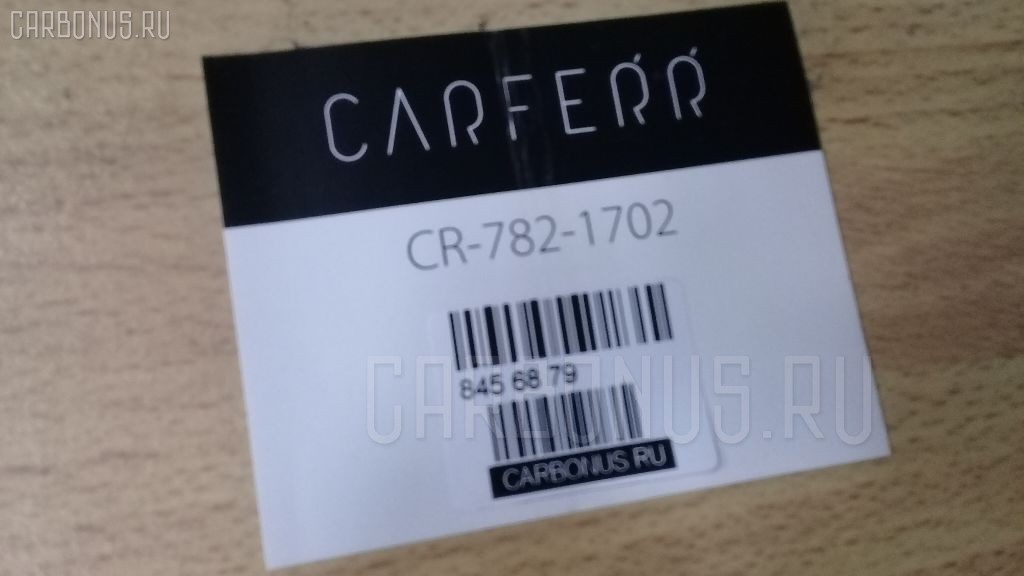 CARBONUS.RU
CARFERR
CR-782-1702
845 68 79
CARBONUS.RU
CARBONUS RU